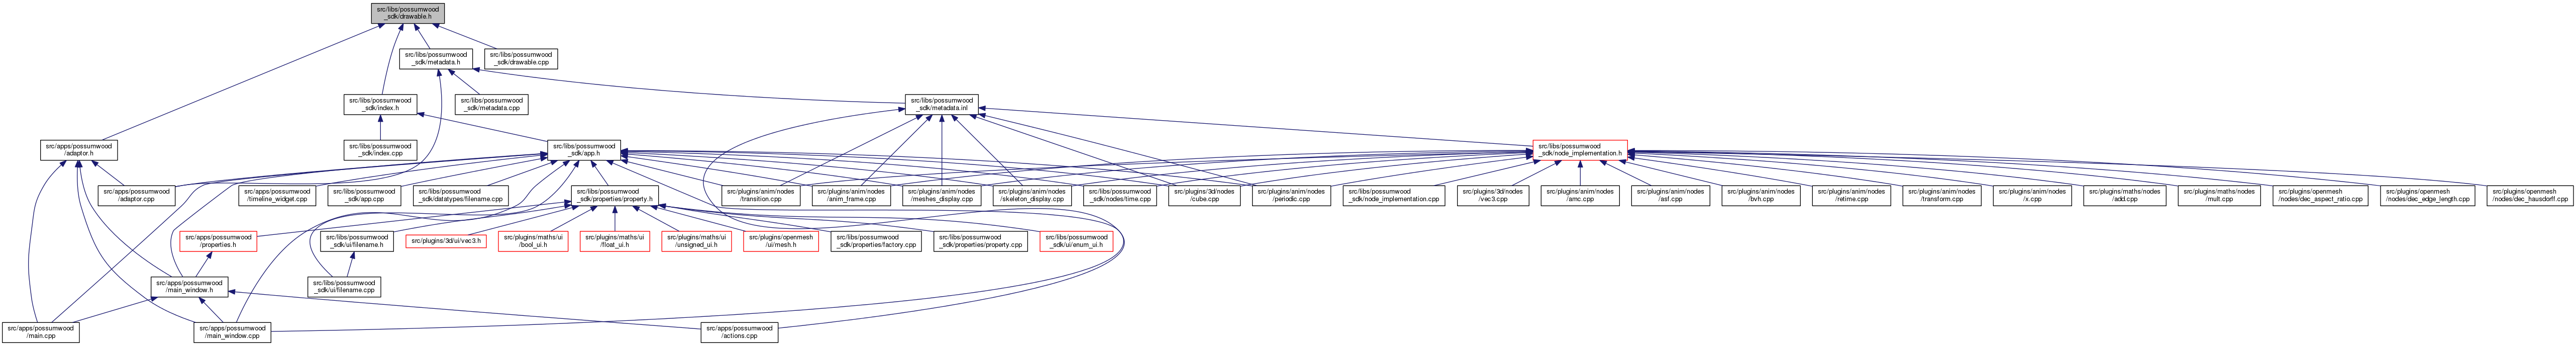 src/libs/possumwood
_sdk/drawable.h
src/libs/possumwood
_sdk/metadata.h
src/libs/possumwood
_sdk/drawable.cpp
src/libs/possumwood
_sdk/index.h
src/libs/possumwood
_sdk/metadata.cpp
src/libs/possumwood
_sdk/metadata.inl
src/apps/possumwood
/adaptor.h
src/libs/possumwood
_sdk/index.cpp
src/libs/possumwood
_sdk/app.h
src/libs/possumwood
_sdk/node_implementation.h
src/apps/possumwood
/adaptor.cpp
src/apps/possumwood
/timeline_widget.cpp
src/libs/possumwood
_sdk/app.cpp
src/libs/possumwood
_sdk/datatypes/filename.cpp
src/libs/possumwood
_sdk/properties/property.h
src/plugins/anim/nodes
/transition.cpp
src/plugins/anim/nodes
/anim_frame.cpp
src/plugins/anim/nodes
/meshes_display.cpp
src/plugins/anim/nodes
/skeleton_display.cpp
src/libs/possumwood
_sdk/nodes/time.cpp
src/plugins/3d/nodes
/cube.cpp
src/plugins/anim/nodes
/periodic.cpp
src/libs/possumwood
_sdk/node_implementation.cpp
src/plugins/3d/nodes
/vec3.cpp
src/plugins/anim/nodes
/amc.cpp
src/plugins/anim/nodes
/asf.cpp
src/plugins/anim/nodes
/bvh.cpp
src/plugins/anim/nodes
/retime.cpp
src/plugins/anim/nodes
/transform.cpp
src/plugins/anim/nodes
/x.cpp
src/plugins/maths/nodes
/add.cpp
src/plugins/maths/nodes
/mult.cpp
src/plugins/openmesh
/nodes/dec_aspect_ratio.cpp
src/plugins/openmesh
/nodes/dec_edge_length.cpp
src/plugins/openmesh
/nodes/dec_hausdorff.cpp
src/apps/possumwood
/properties.h
src/libs/possumwood
_sdk/ui/filename.h
src/plugins/3d/ui/vec3.h
src/plugins/maths/ui
/bool_ui.h
src/plugins/maths/ui
/float_ui.h
src/plugins/maths/ui
/unsigned_ui.h
src/plugins/openmesh
/ui/mesh.h
src/libs/possumwood
_sdk/properties/factory.cpp
src/libs/possumwood
_sdk/properties/property.cpp
src/libs/possumwood
_sdk/ui/enum_ui.h
src/apps/possumwood
/main_window.h
src/libs/possumwood
_sdk/ui/filename.cpp
src/apps/possumwood
/main.cpp
src/apps/possumwood
/main_window.cpp
src/apps/possumwood
/actions.cpp